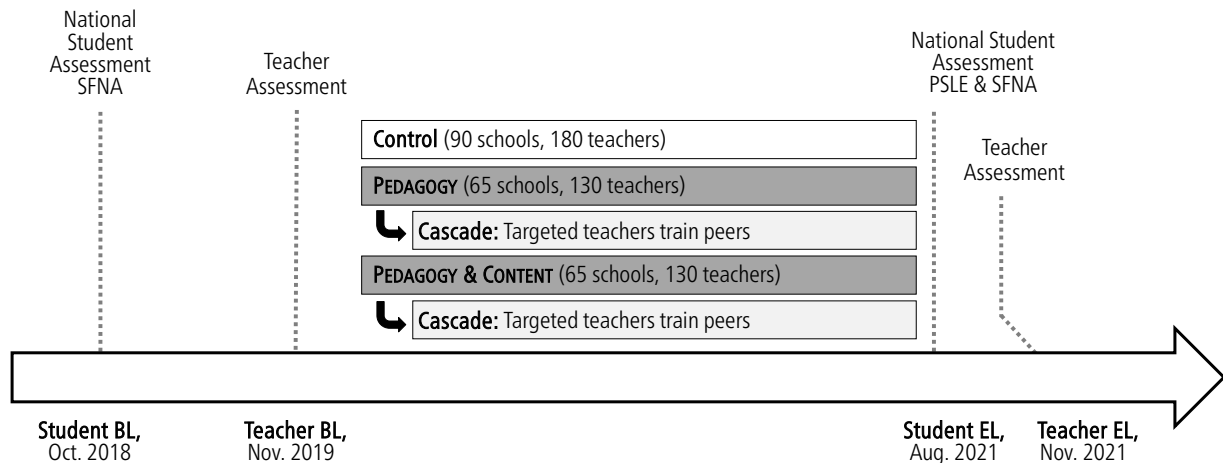 National
Student
Assessment
SFNA
Teacher
Assessment
National Student
Assessment
PSLE & SFNA
Teacher
Assessment
Control (90 schools, 180 teachers)
PEDAGOGY (65 schools, 130 teachers)
Cascade: Targeted teachers train peers
PEDAGOGY & CONTENT (65 schools, 130 teachers)
Cascade: Targeted teachers train peers
Student BL,
Oct. 2018
Teacher BL,
Nov. 2019
Student EL,
Aug. 2021
Teacher EL,
Nov. 2021